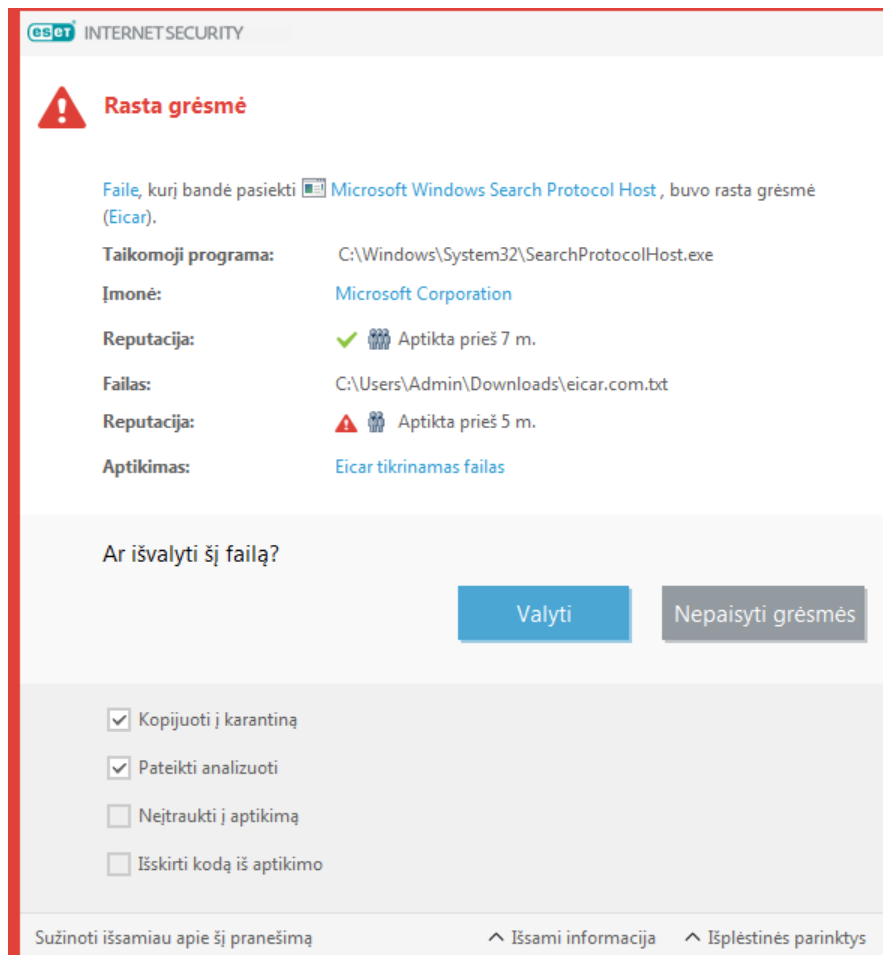 eset INTERNET SECURITY
Rasta grėsmė
Faile, kurį bandė pasiekti Microsoft Windows Search Protocol Host , buvo rasta grėsmė
(Eicar).
Taikomoji programa: C:\Windows\System32\SearchProtocolHost.exe
Įmonė: Microsoft Corporation
Reputacija: Aptikta prieš 7 m.
Failas: C:\Users\Admin\Downloads\eicar.com.txt
Reputacija: Aptikta prieš 5 m.
Aptikimas: Eicar tikrinamas failas
Ar išvalyti šį failą?
Valyti Nepaisyti grėsmės
Kopijuoti į karantiną
Pateikti analizuoti
Neįtraukti į aptikimą
Išskirti kodą iš aptikimo
Sužinoti išsamiau apie šį pranešimą Išsami informacija Išplėstinės parinktys